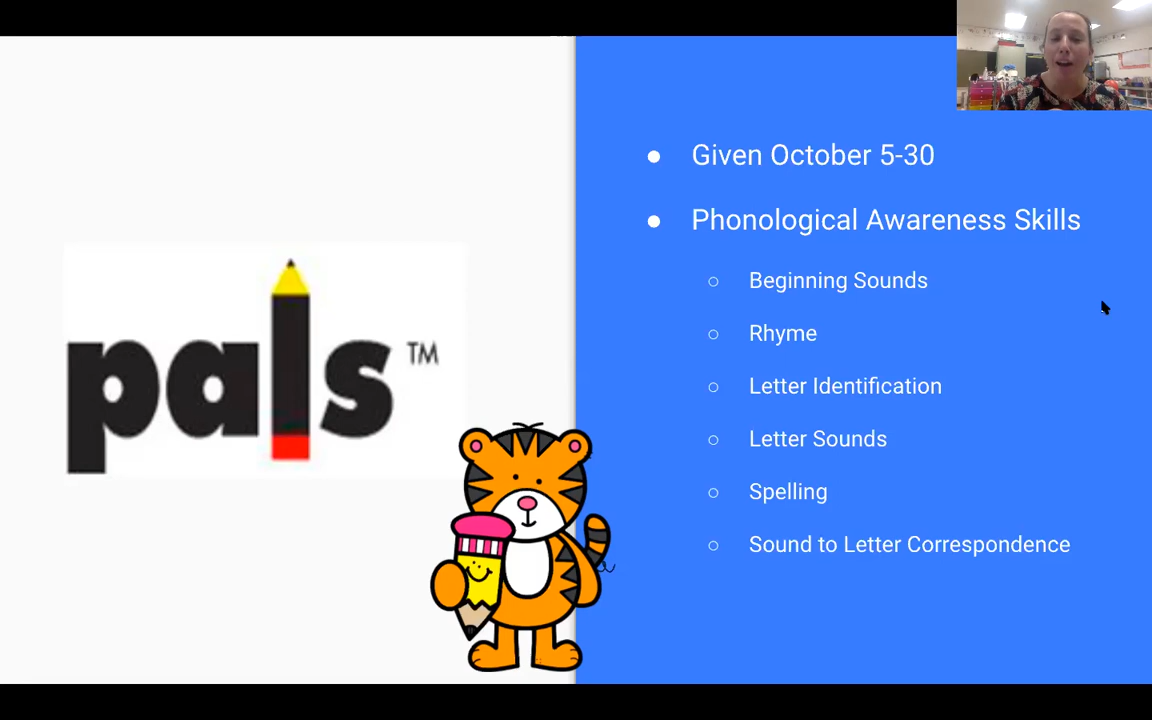 pals™
Given October 5-30
Phonological Awareness Skills
Beginning Sounds
Rhyme
Letter Identification
Letter Sounds
Spelling
Sound to Letter Correspondence